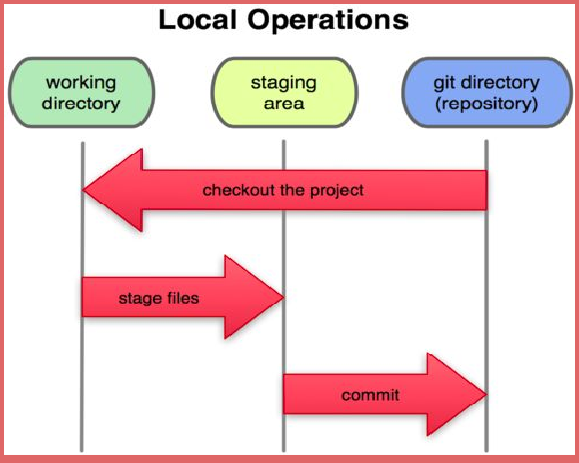 Local Operations
working
directory
staging
area
git directory
(repository)
checkout the project
stage files
commit